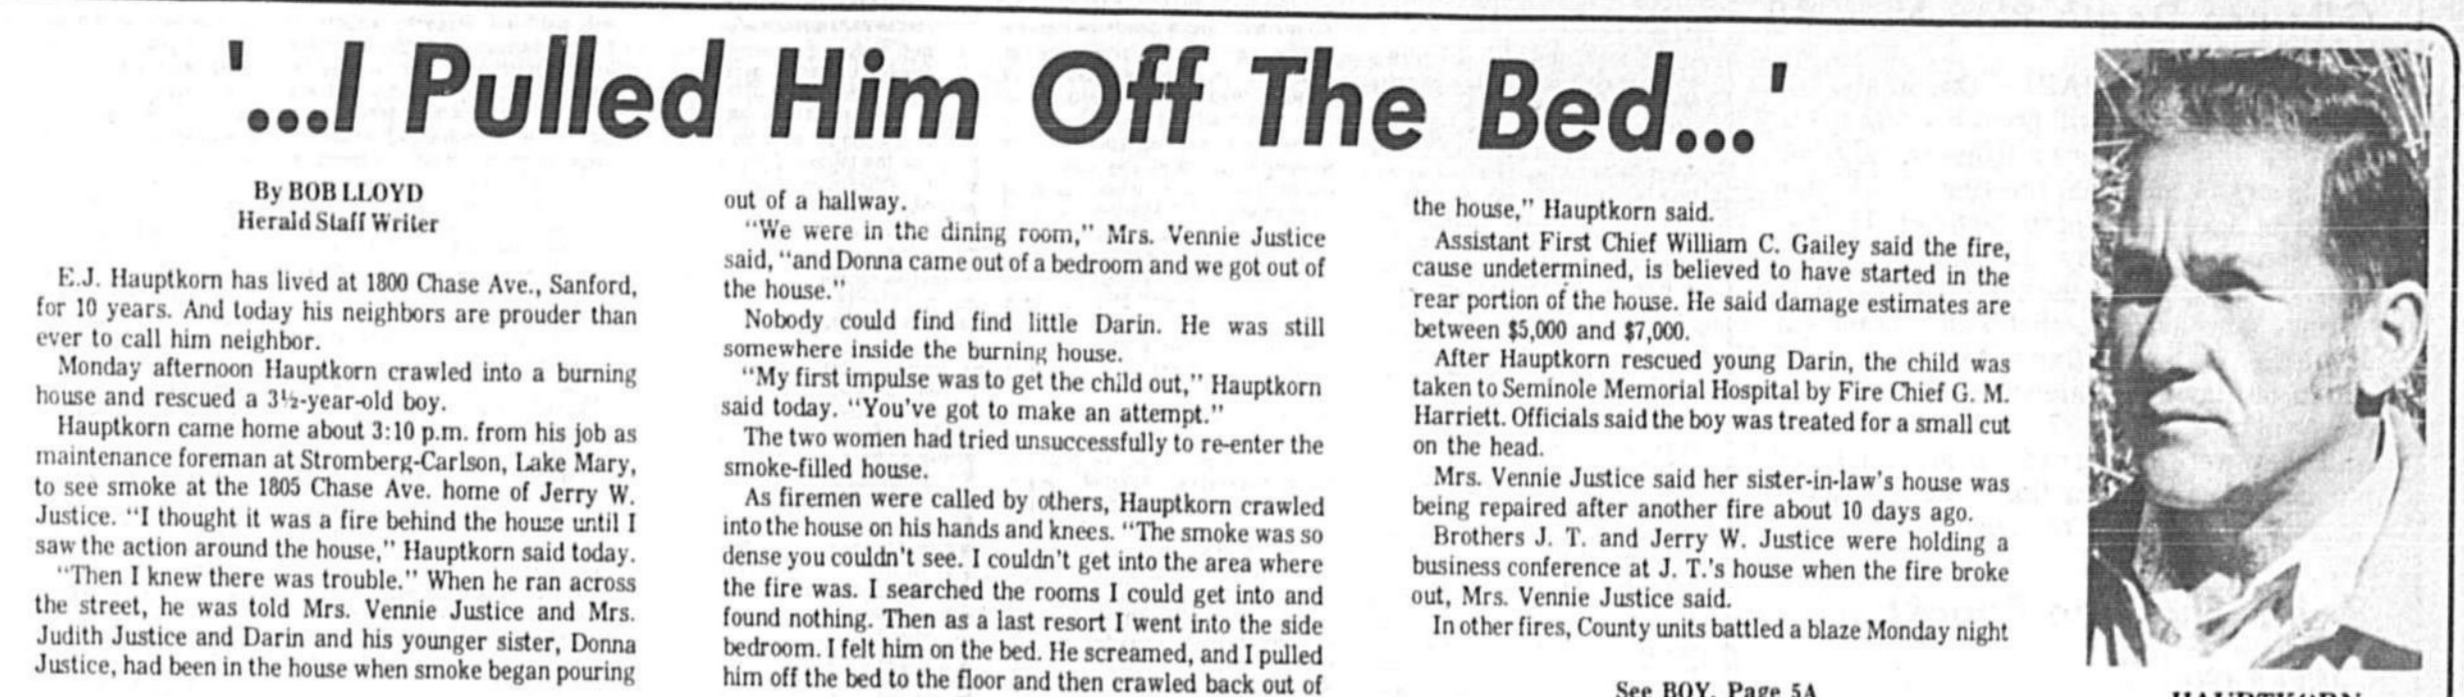 '...I Pulled Him Off The Bed...'
By BOB LLOYD
Herald Staff Writer
E.J. Hauptkorn has lived at 1800 Chase Ave., Sanford,
for 10 years. And today his neighbors are prouder than
ever to call him neighbor.
Monday afternoon Hauptkorn crawled into a burning
house and rescued a 3½-year-old boy.
Hauptkorn came home about 3:10 p.m. from his job as
maintenance foreman at Stromberg-Carlson, Lake Mary,
to see smoke at the 1805 Chase Ave. home of Jerry W.
Justice. "I thought it was a fire behind the house until I
saw the action around the house," Hauptkorn said today.
"Then I knew there was trouble." When he ran across
the street, he was told Mrs. Vennie Justice and Mrs.
Judith Justice and Darin and his younger sister, Donna
Justice, had been in the house when smoke began pouring
out of a hallway.
"We were in the dining room," Mrs. Vennie Justice
said, "and Donna came out of a bedroom and we got out of
the house."
Nobody could find find little Darin. He was still
somewhere inside the burning house.
"My first impulse was to get the child out," Hauptkorn
said today. "You've got to make an attempt."
The two women had tried unsuccessfully to re-enter the
smoke-filled house.
As firemen were called by others, Hauptkorn crawled
into the house on his hands and knees. "The smoke was so
dense you couldn't see. I couldn't get into the area where
the fire was. I searched the rooms I could get into and
found nothing. Then as a last resort I went into the side
bedroom. I felt him on the bed. He screamed, and I pulled
him off the bed to the floor and then crawled back out of
the house," Hauptkorn said.
Assistant First Chief William C. Gailey said the fire,
cause undetermined, is believed to have started in the
rear portion of the house. He said damage estimates are
between $5,000 and $7,000.
After Hauptkorn rescued young Darin, the child was
taken to Seminole Memorial Hospital by Fire Chief G. M.
Harriett. Officials said the boy was treated for a small cut
on the head.
Mrs. Vennie Justice said her sister-in-law's house was
being repaired after another fire about 10 days ago.
Brothers J. T. and Jerry W. Justice were holding a
business conference at J. T.'s house when the fire broke
out, Mrs. Vennie Justice said.
In other fires, County units battled a blaze Monday night
See BOY, Page 5A
HAUPTKORN